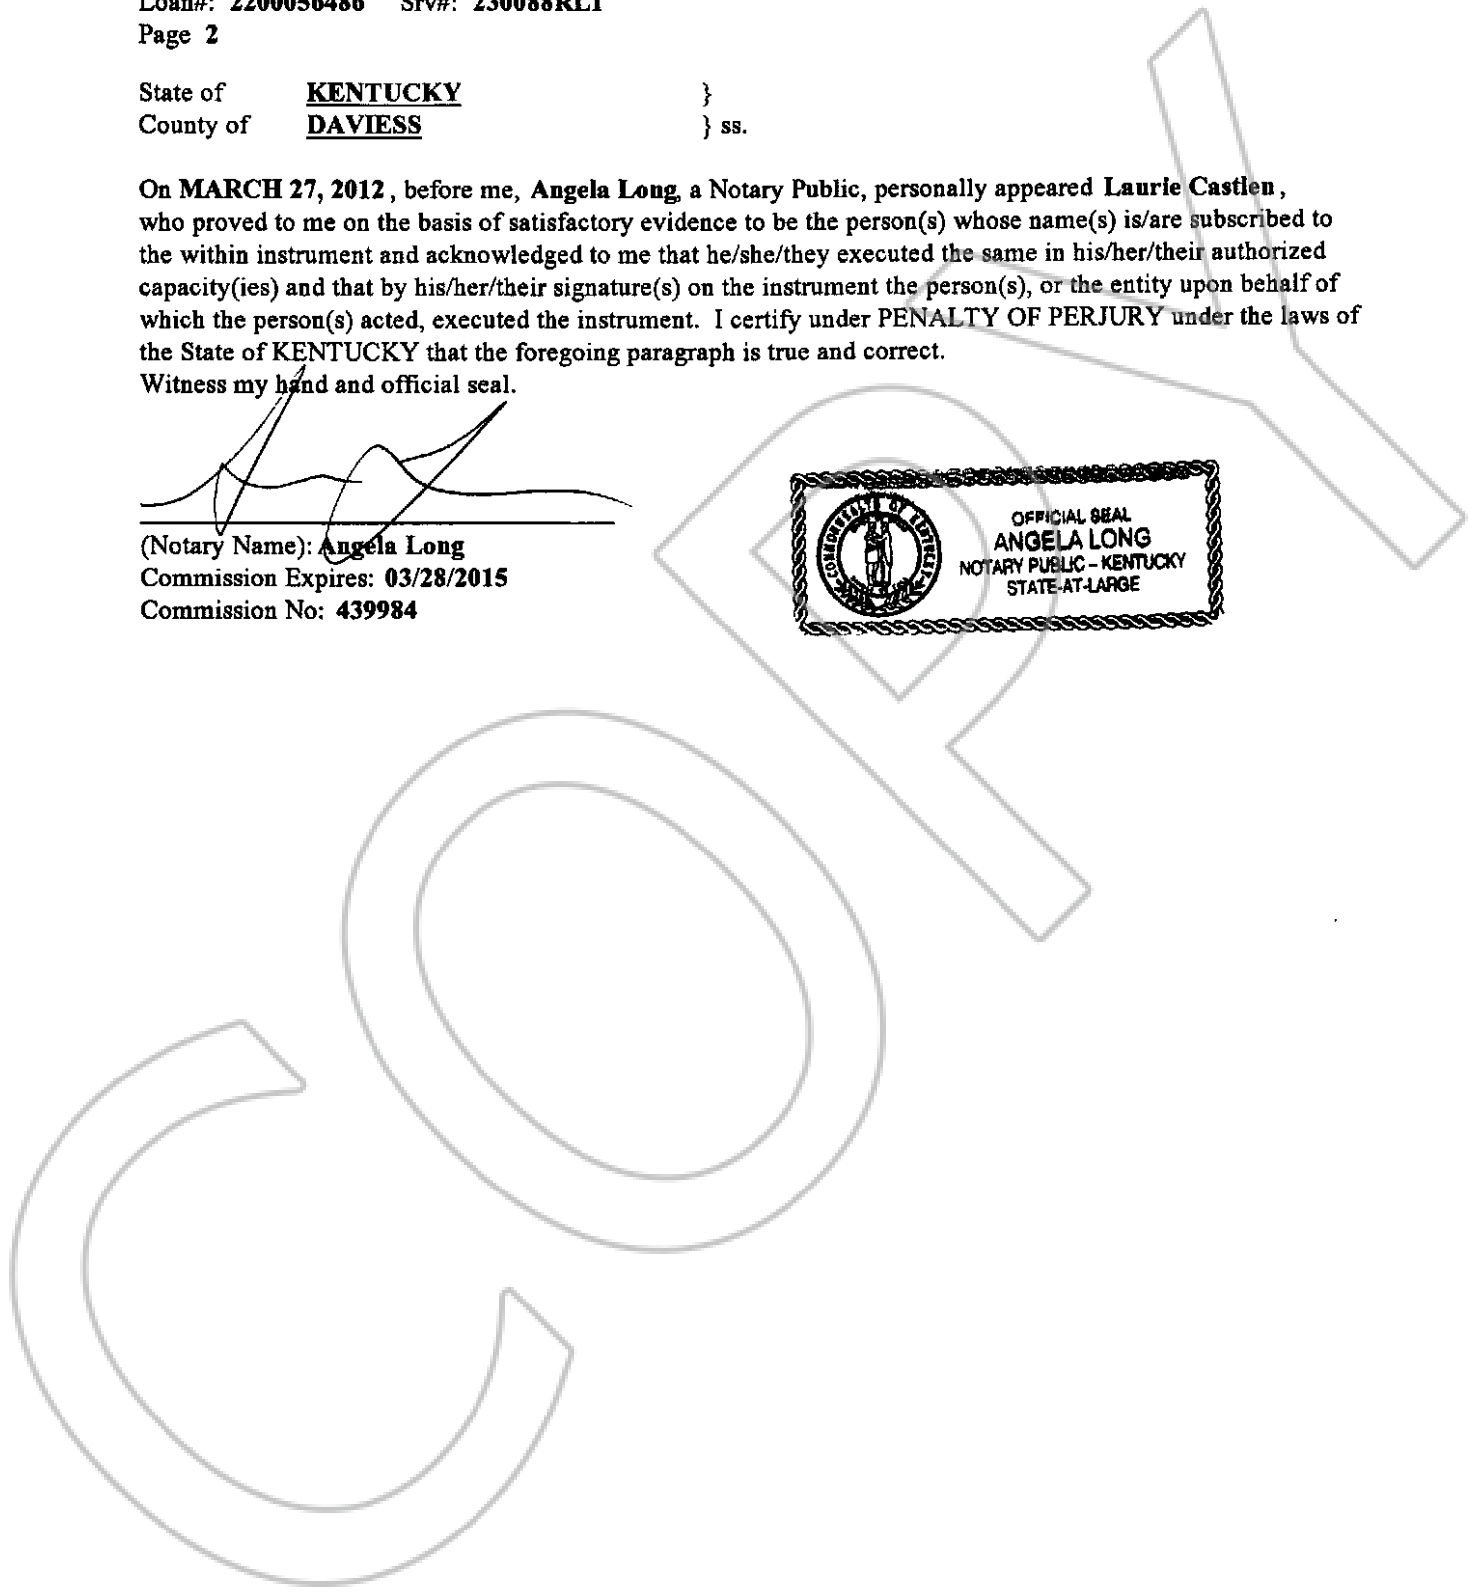 Loan#: 2200056486 Srv#: 230088RL1
Page 2
State of KENTUCKY }
County of DAVIESS } ss.
On MARCH 27, 2012 , before me, Angela Long, a Notary Public, personally appeared Laurie Castlen ,
who proved to me on the basis of satisfactory evidence to be the person(s) whose name(s) is/are subscribed to
the within instrument and acknowledged to me that he/she/they executed the same in his/her/their authorized
capacity(ies) and that by his/her/their signature(s) on the instrument the person(s), or the entity upon behalf of
which the person(s) acted, executed the instrument. I certify under PENALTY OF PERJURY under the laws of
the State of KENTUCKY that the foregoing paragraph is true and correct.
Witness my hand and official seal.
(Notary Name): Angela Long
Commission Expires: 03/28/2015
Commission No: 439984
COMMONWEALTH OF KENTUCKY
OFFICIAL SEAL
ANGELA LONG
NOTARY PUBLIC – KENTUCKY
STATE-AT-LARGE
COPY